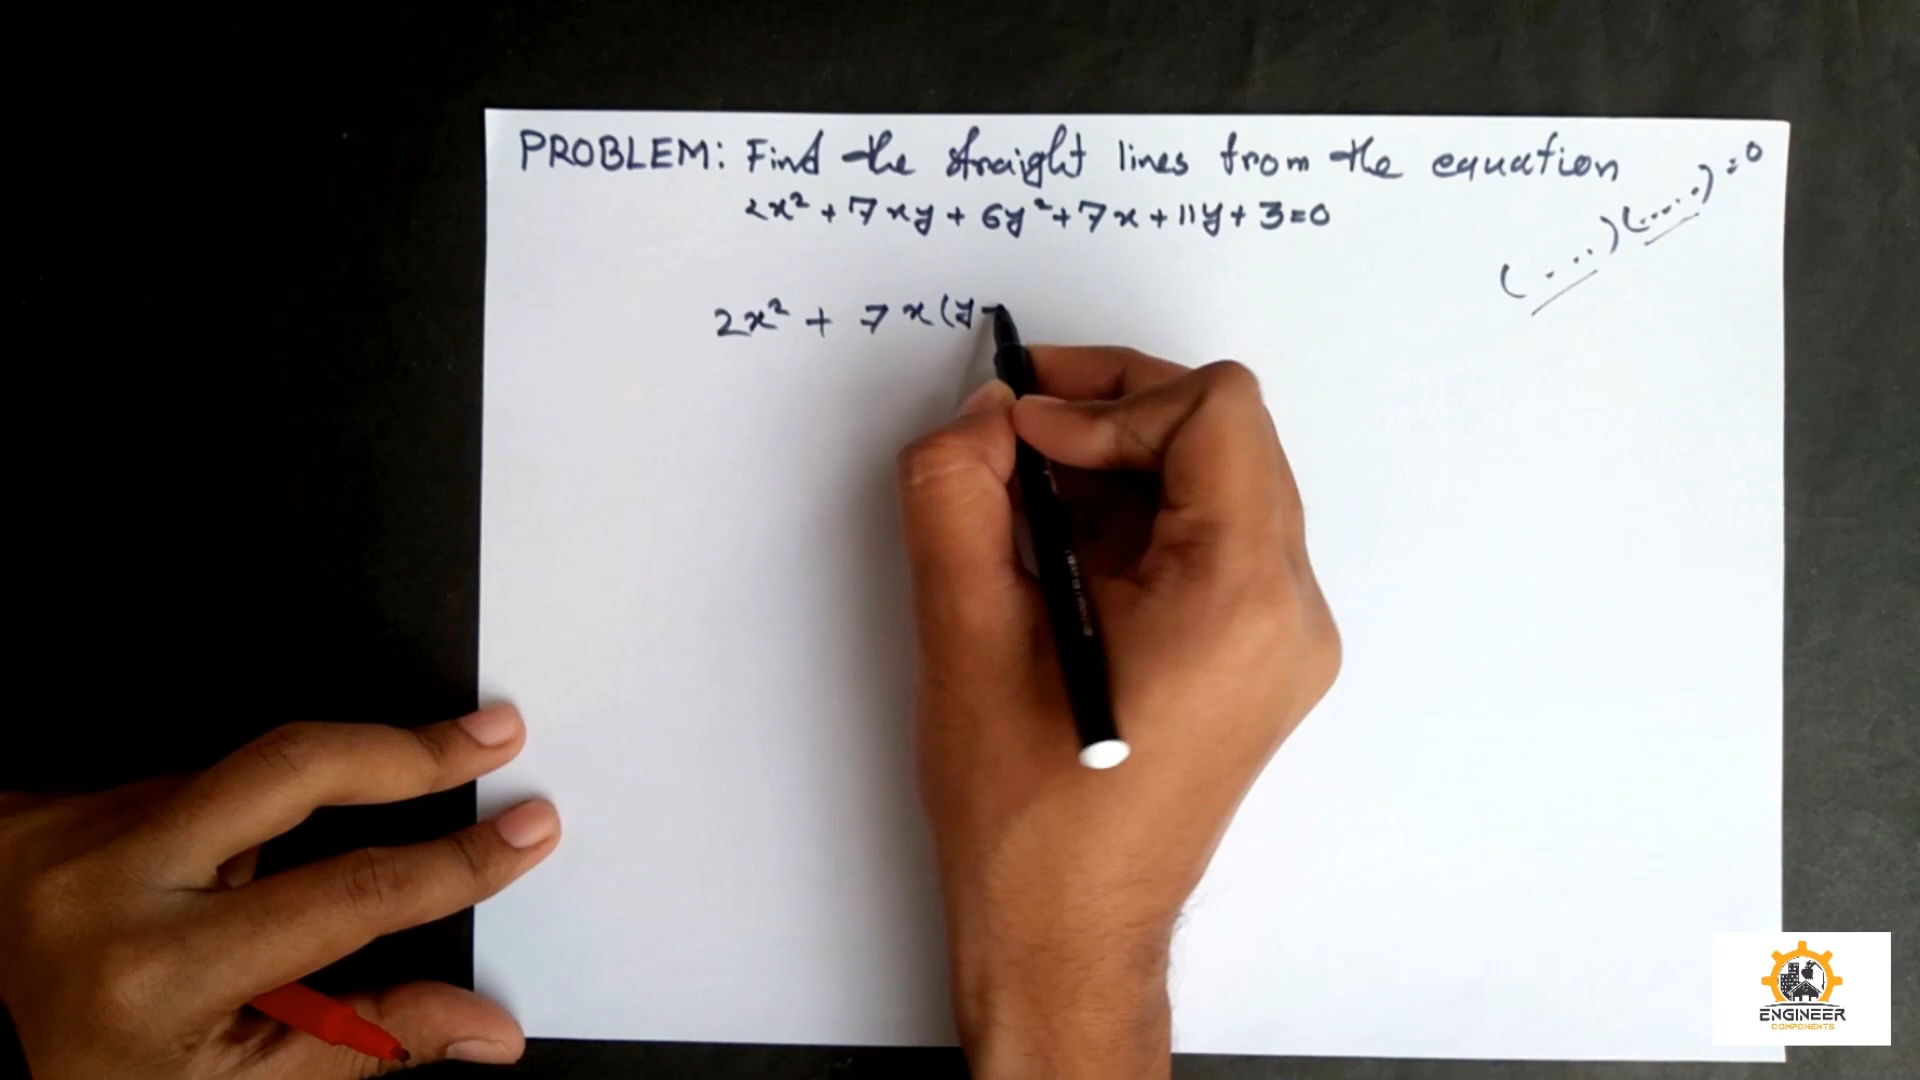 PROBLEM: Find the straight lines from the equation
2x² + 7xy + 6y² + 7x + 11y + 3 = 0
(....)(.....) = 0
2x² + 7x(y
ENGINEER
COMPONENTS